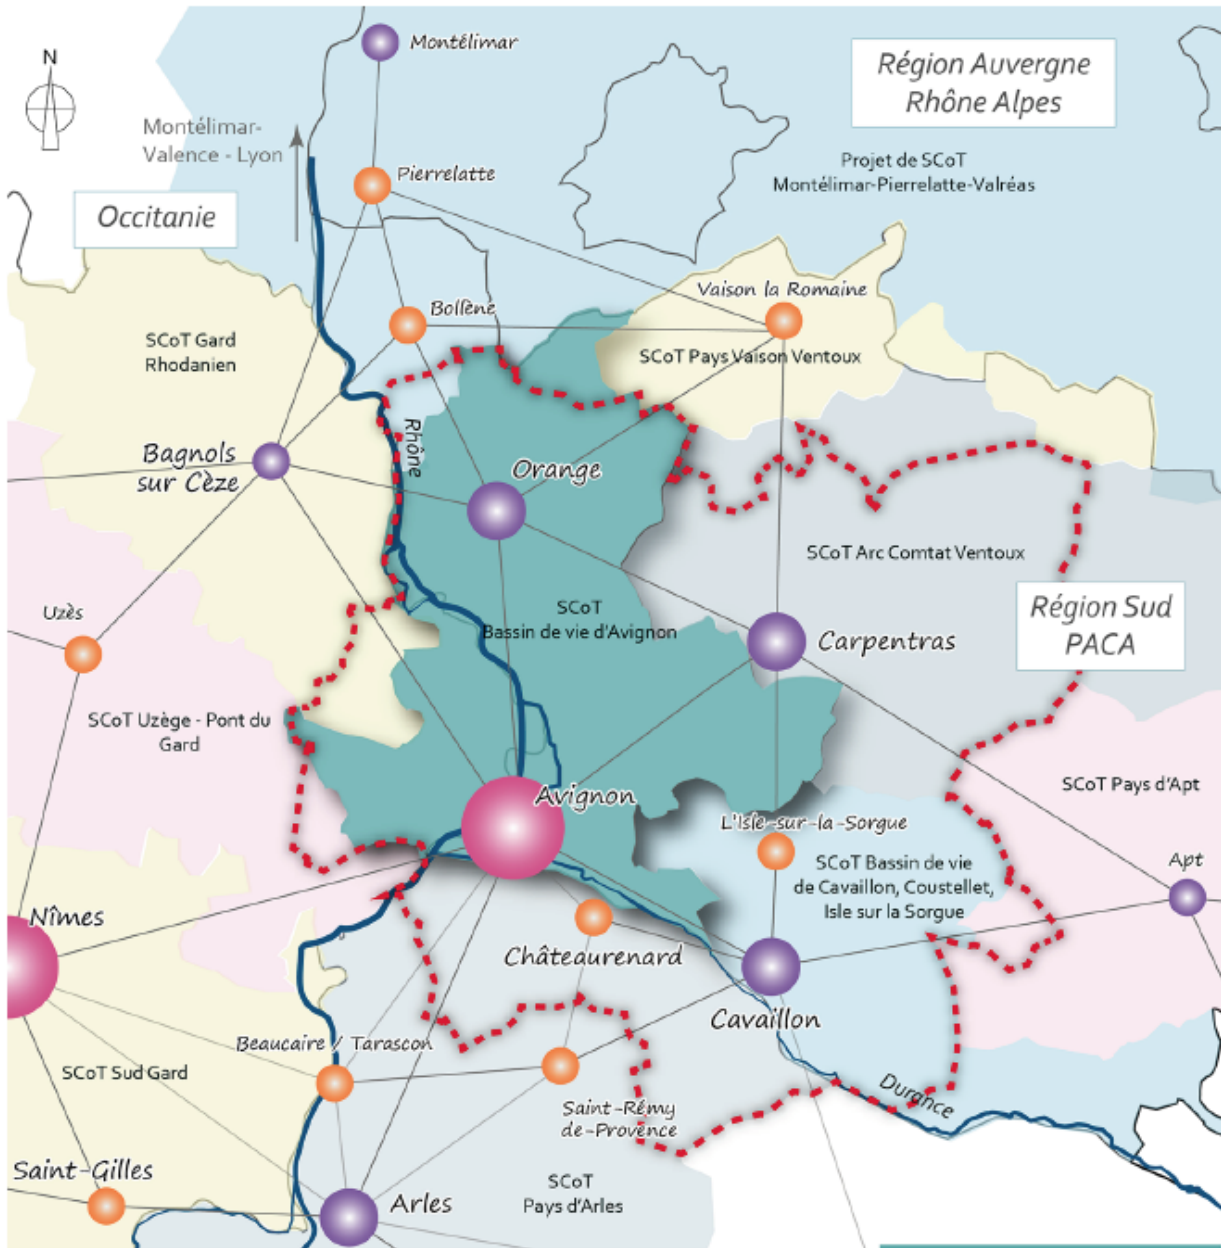 Montélimar
N
Région Auvergne
Rhône Alpes
Montélimar-
Valence - Lyon
Pierrelatte
Projet de SCoT
Montélimar-Pierrelatte-Valréas
Occitanie
Vaison la Romaine
Bollène
SCoT Gard
Rhodanien
SCoT Pays Vaison Ventoux
Rhône
Bagnols
sur Cèze
Orange
SCoT Arc Comtat Ventoux
Uzès
SCoT
Bassin de vie d'Avignon
Région Sud
PACA
Carpentras
SCoT Uzège - Pont du
Gard
SCoT Pays d'Apt
Avignon
L'Isle-sur-la-Sorgue
SCoT Bassin de vie
de Cavaillon, Coustellet,
Isle sur la Sorgue
Apt
Nîmes
Châteaurenard
Cavaillon
Beaucaire / Tarascon
SCoT Sud Gard
Durance
Saint-Rémy
de-Provence
Saint-Gilles
SCoT
Pays d'Arles
Arles